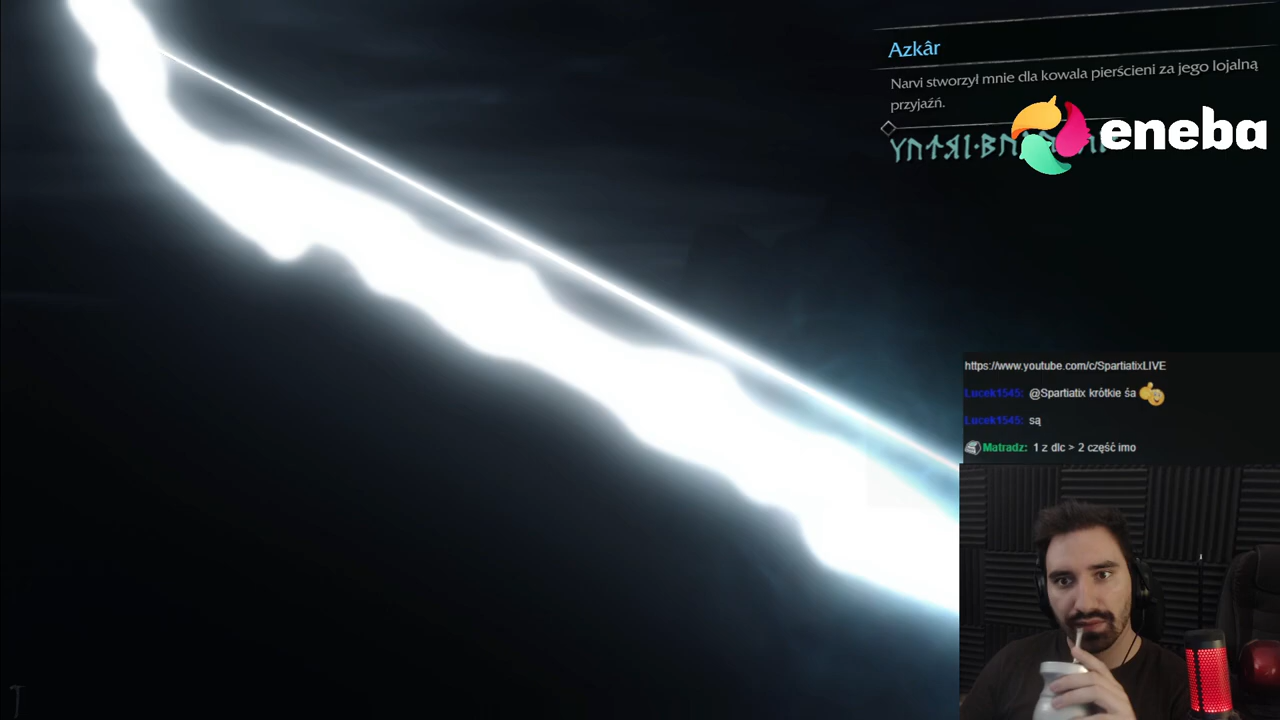 Azkâr
Narvi stworzył mnie dla kowala pierścieni za jego lojalną
przyjaźń.
eneba
https://www.youtube.com/c/SpartiatixLIVE
Lucek1545: @Spartiatix krótkie śa
Lucek1545: są
Matradz: 1 z dlc > 2 część imo